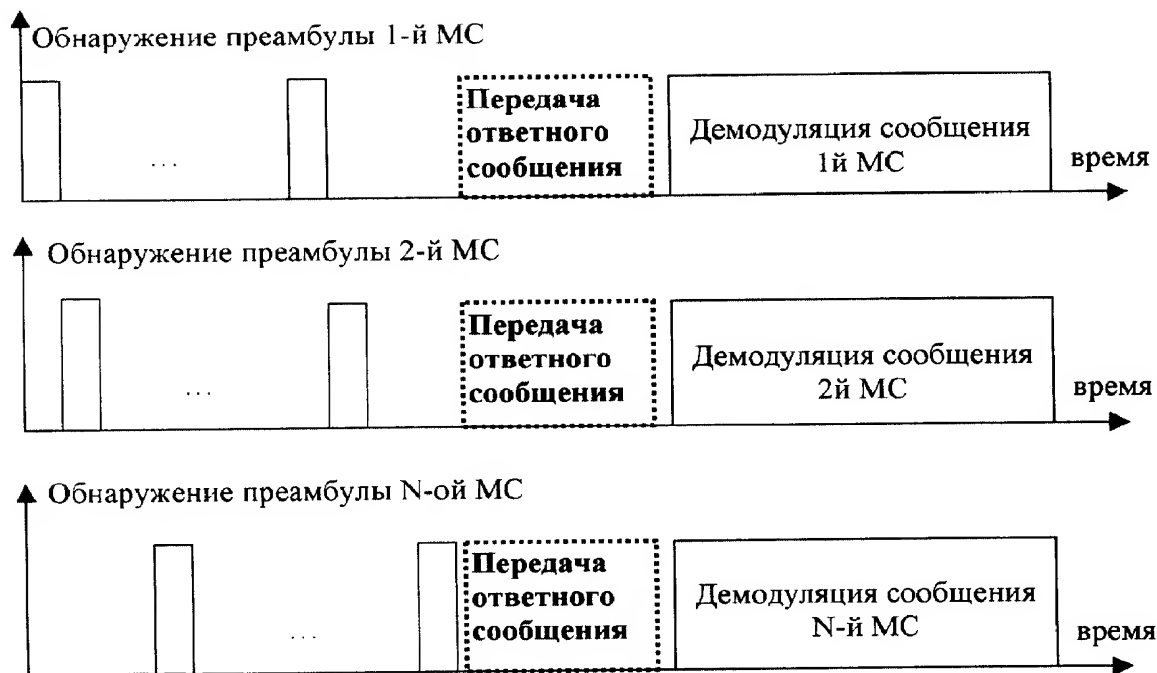 Обнаружение преамбулы 1-й МС
...
Передача
ответного
сообщения
Демодуляция сообщения
1й МС
время
Обнаружение преамбулы 2-й МС
...
Передача
ответного
сообщения
Демодуляция сообщения
2й МС
время
Обнаружение преамбулы N-ой МС
...
Передача
ответного
сообщения
Демодуляция сообщения
N-й МС
время